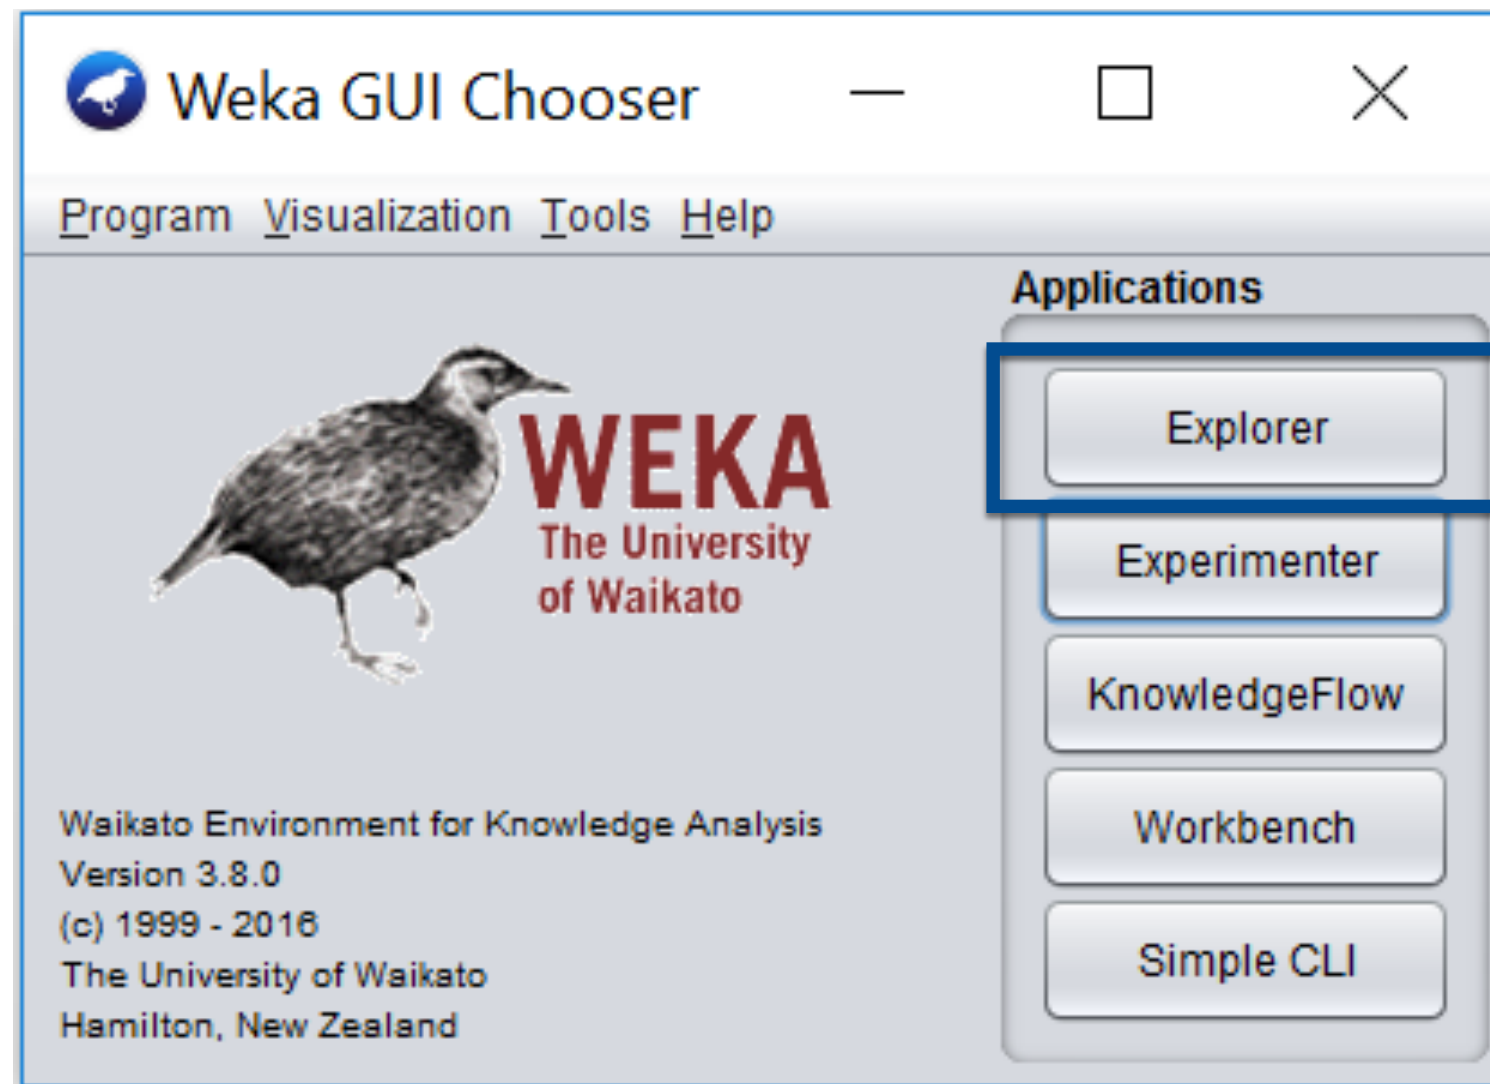 Weka GUI Chooser
Program Visualization Tools Help
Applications
Explorer
Experimenter
KnowledgeFlow
Workbench
Simple CLI
WEKA
The University
of Waikato
Waikato Environment for Knowledge Analysis
Version 3.8.0
(c) 1999 - 2016
The University of Waikato
Hamilton, New Zealand